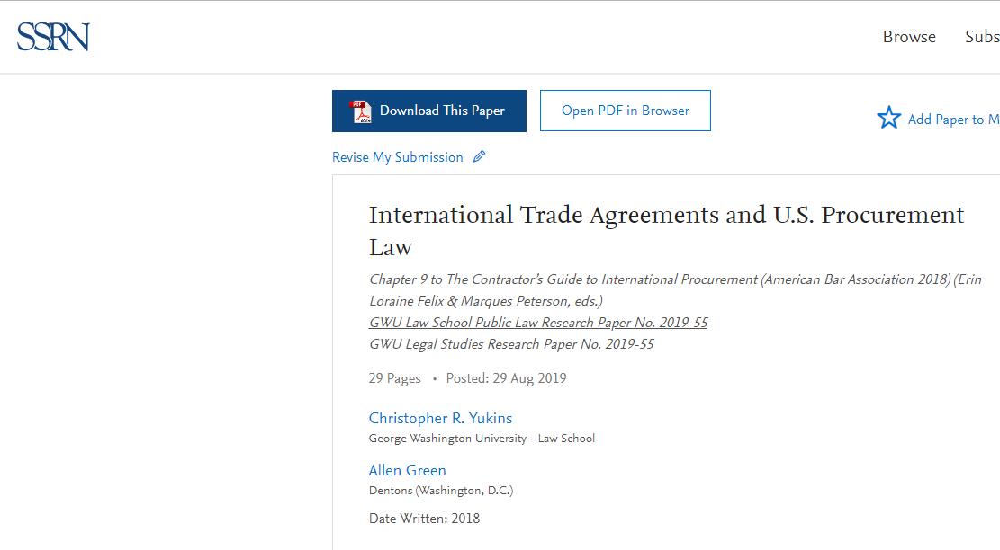 SSRN
Browse
Subs
PDF
Download This Paper
Open PDF in Browser
Add Paper to M
Revise My Submission
International Trade Agreements and U.S. Procurement
Law
Chapter 9 to The Contractor’s Guide to International Procurement (American Bar Association 2018) (Erin
Loraine Felix & Marques Peterson, eds.)
GWU Law School Public Law Research Paper No. 2019-55
GWU Legal Studies Research Paper No. 2019-55
29 Pages • Posted: 29 Aug 2019
Christopher R. Yukins
George Washington University - Law School
Allen Green
Dentons (Washington, D.C.)
Date Written: 2018